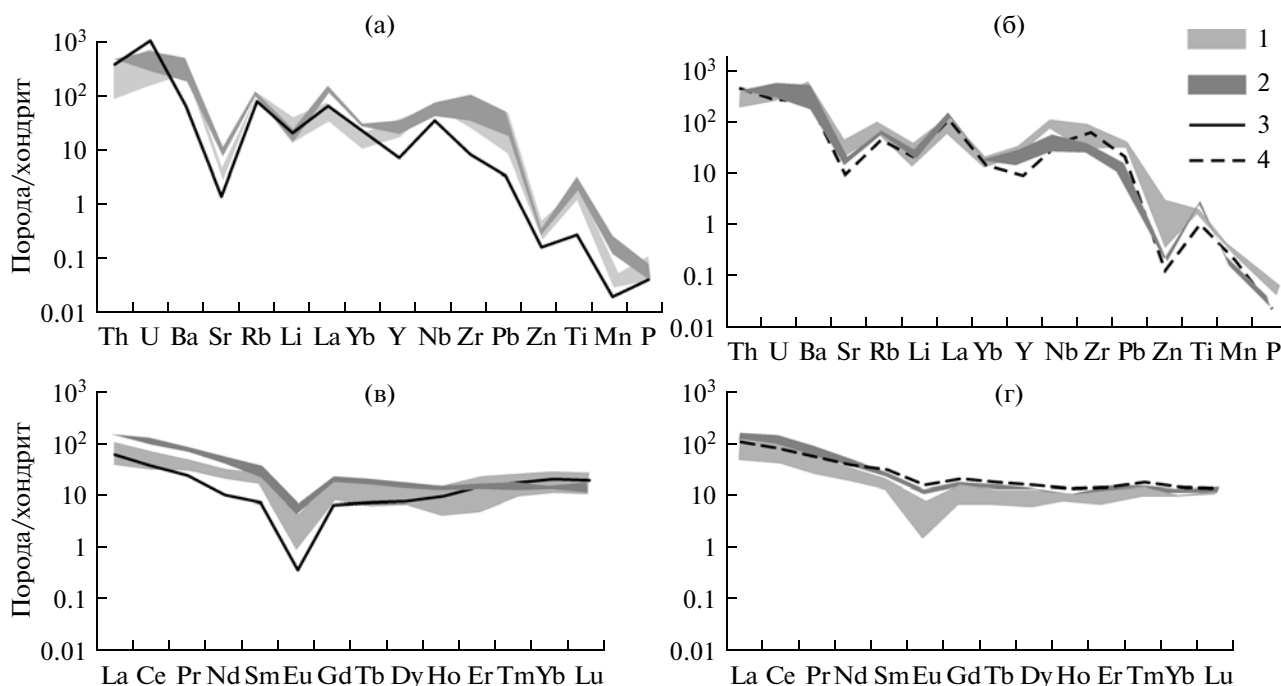 (а)
Порода/хондрит
10³
10²
10
1
0.1
0.01
Th U Ba Sr Rb Li La Yb Y Nb Zr Pb Zn Ti Mn P
(б)
10³
10²
10
1
0.1
0.01
Th U Ba Sr Rb Li La Yb Y Nb Zr Pb Zn Ti Mn P
1
2
3
4
(в)
Порода/хондрит
10³
10²
10
1
0.1
0.01
La Ce Pr Nd Sm Eu Gd Tb Dy Ho Er Tm Yb Lu
(г)
10³
10²
10
1
0.1
0.01
La Ce Pr Nd Sm Eu Gd Tb Dy Ho Er Tm Yb Lu